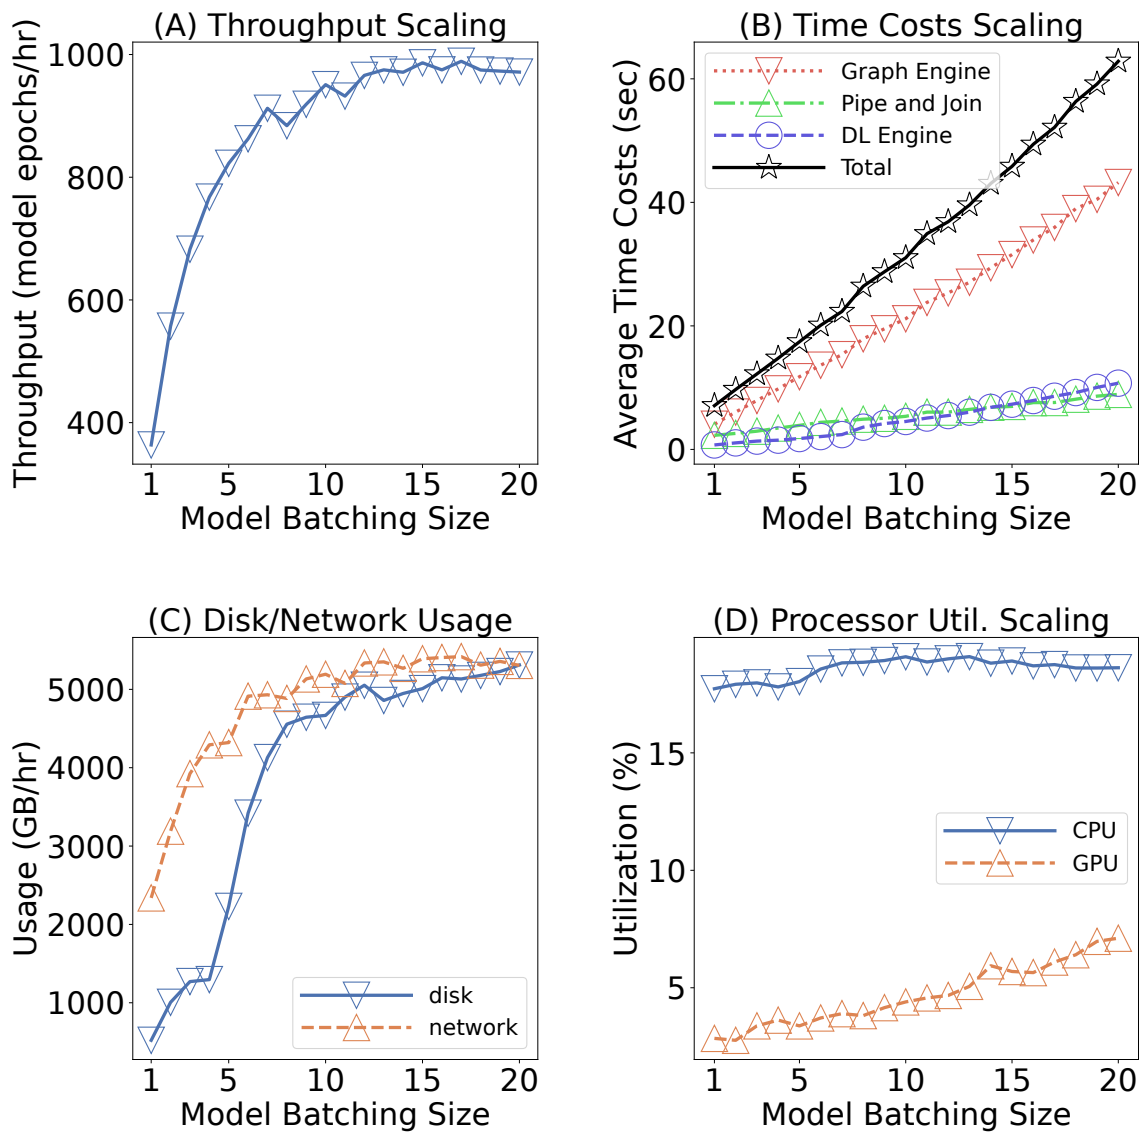 (A) Throughput Scaling
Throughput (model epochs/hr)
1000
800
600
400
1
5
10
15
20
Model Batching Size
(B) Time Costs Scaling
Average Time Costs (sec)
60
40
20
0
Graph Engine
Pipe and Join
DL Engine
Total
1
5
10
15
20
Model Batching Size
(C) Disk/Network Usage
Usage (GB/hr)
5000
4000
3000
2000
1000
disk
network
1
5
10
15
20
Model Batching Size
(D) Processor Util. Scaling
Utilization (%)
15
10
5
CPU
GPU
1
5
10
15
20
Model Batching Size